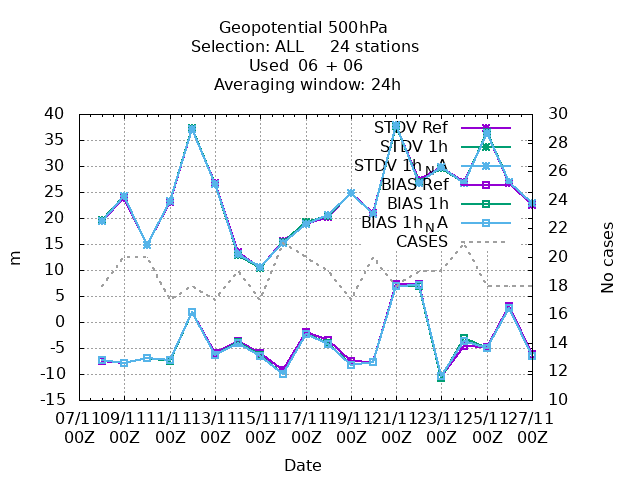 Geopotential 500hPa
Selection: ALL 24 stations
Used 06 + 06
Averaging window: 24h
40
35
30
25
20
15
10
5
0
-5
-10
-15
30
28
26
24
22
20
18
16
14
12
10
m
No cases
STDV Ref
STDV 1h
STDV 1h_NA
BIAS Ref
BIAS 1h
BIAS 1h_NA
CASES
07/11 09/11 11/11 13/11 15/11 17/11 19/11 21/11 23/11 25/11 27/11
00Z 00Z 00Z 00Z 00Z 00Z 00Z 00Z 00Z 00Z 00Z
Date